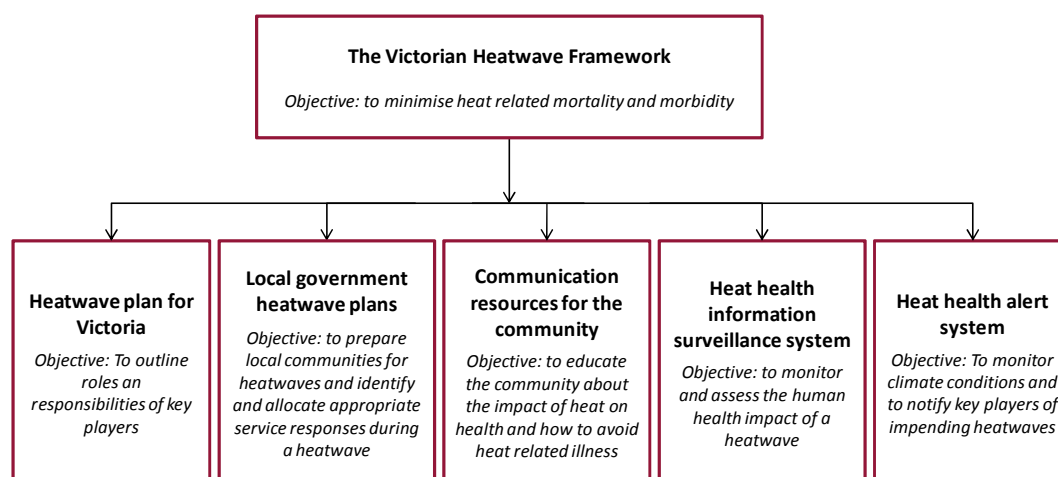 The Victorian Heatwave Framework
Objective: to minimise heat related mortality and morbidity
Heatwave plan for
Victoria
Objective: To outline
roles an
responsibilities of key
players
Local government
heatwave plans
Objective: to prepare
local communities for
heatwaves and identify
and allocate appropriate
service responses during
a heatwave
Communication
resources for the
community
Objective: to educate
the community about
the impact of heat on
health and how to avoid
heat related illness
Heat health
information
surveillance system
Objective: to monitor
and assess the human
health impact of a
heatwave
Heat health alert
system
Objective: To monitor
climate conditions and
to notify key players of
impending heatwaves